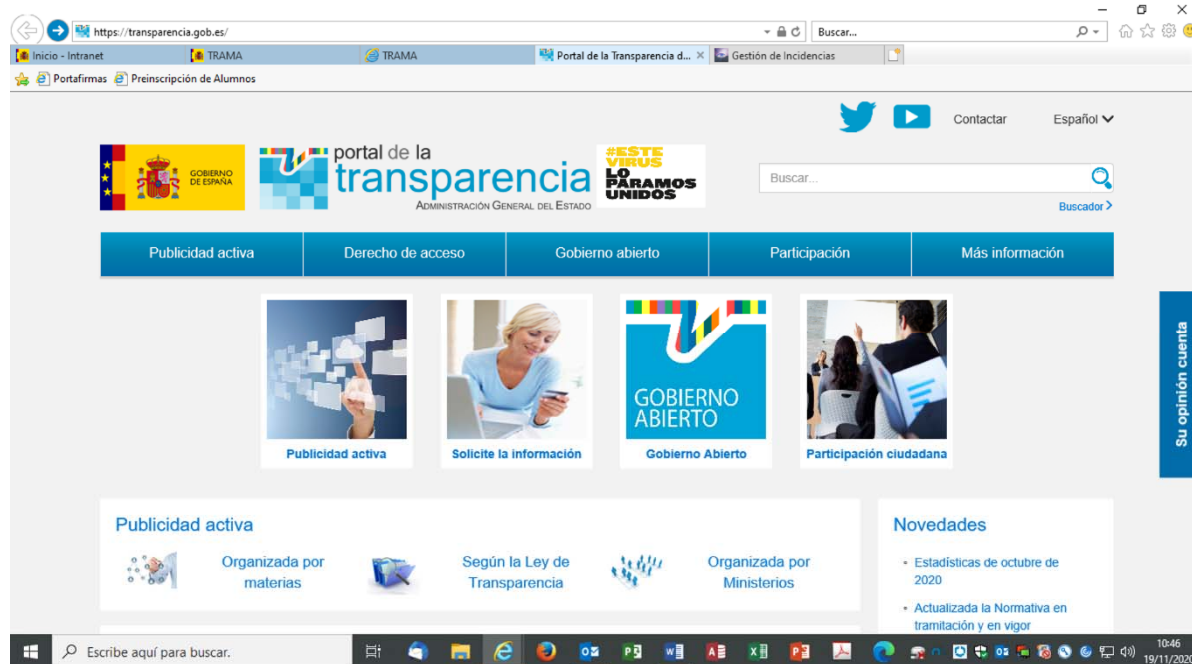 https://transparencia.gob.es/
Buscar...
Inicio - Intranet
TRAMA
TRAMA
Portal de la Transparencia d...
Gestión de Incidencias
Portafirmas
Preinscripción de Alumnos
Contactar
Español
GOBIERNO
DE ESPAÑA
portal de la
transparencia
ADMINISTRACIÓN GENERAL DEL ESTADO
#ESTE
VIRUS
LO
PARAMOS
UNIDOS
Buscar...
Buscador
Publicidad activa
Derecho de acceso
Gobierno abierto
Participación
Más información
GOBIERNO
ABIERTO
Publicidad activa
Solicite la información
Gobierno Abierto
Participación ciudadana
Su opinión cuenta
Publicidad activa
Organizada por
materias
Según la Ley de
Transparencia
Organizada por
Ministerios
Novedades
Estadísticas de octubre de
2020
Actualizada la Normativa en
tramitación y en vigor
Escribe aquí para buscar.
10:46
19/11/2020